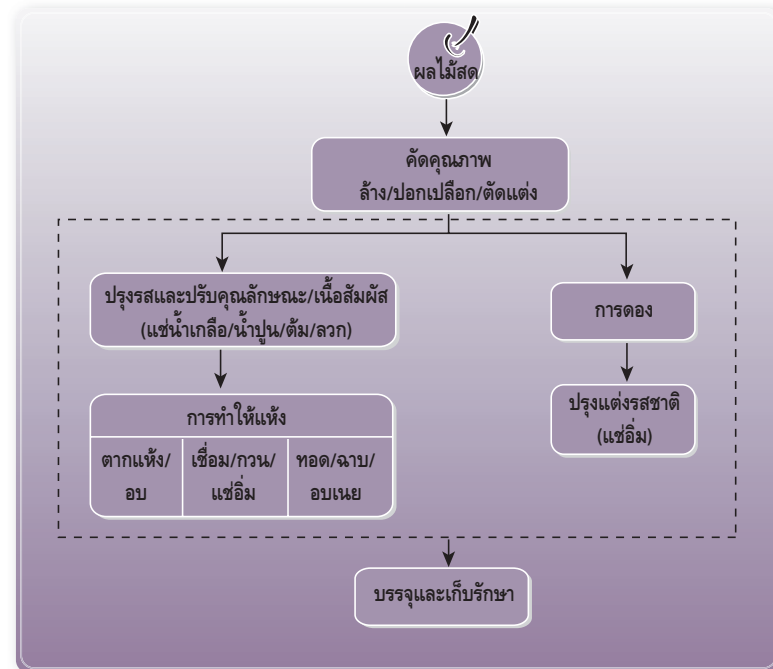 ผลไม้สด
คัดคุณภาพ
ล้าง/ปอกเปลือก/ตัดแต่ง
ปรุงรสและปรับคุณลักษณะ/เนื้อสัมผัส
(แช่น้ำเกลือ/น้ำปูน/ต้ม/ลวก)
การทำให้แห้ง
ตากแห้ง/
อบ
เชื่อม/กวน/
แช่อิ่ม
ทอด/ฉาบ/
อบเนย
การดอง
ปรุงแต่งรสชาติ
(แช่อิ่ม)
บรรจุและเก็บรักษา